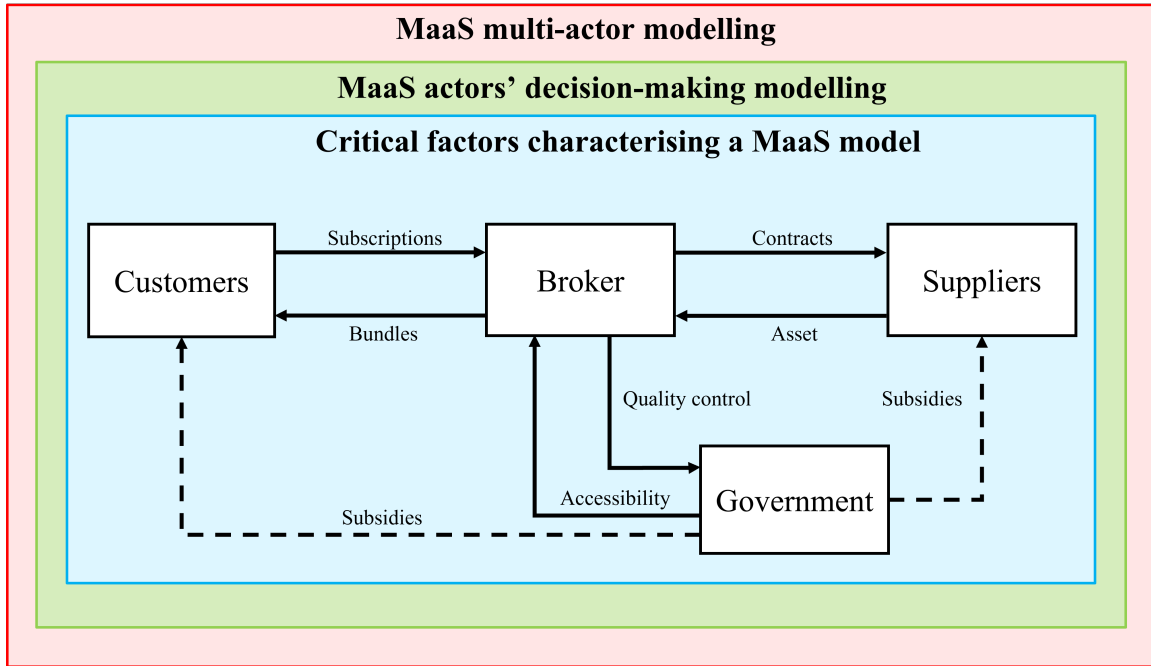 MaaS multi-actor modelling
MaaS actors’ decision-making modelling
Critical factors characterising a MaaS model
Subscriptions
Contracts
Customers
Broker
Suppliers
Bundles
Asset
Quality control
Subsidies
Accessibility
Government
Subsidies